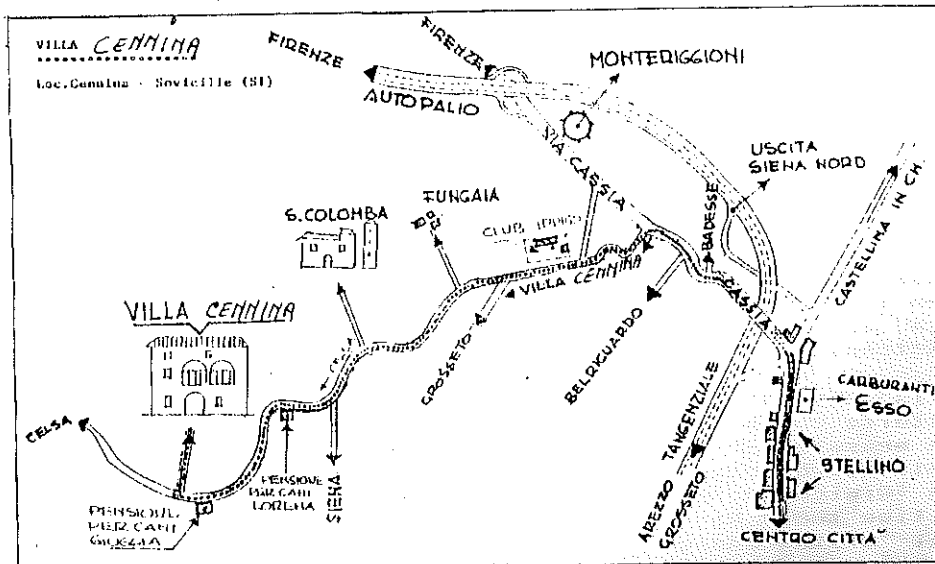 VILLA CENNINA
Loc.Cennina - Sovicille (SI)
FIRENZE
FIRENZE
AUTOPALIO
MONTERIGGIONI
VIA CASSIA
USCITA
SIENA NORD
BADESSE
CASTELLINA IN CH.
FUNGAIA
S.COLOMBA
CLUB
VILLA CENNINA
CASSIA
GROSSETO
BELRIGUARDO
VILLA CENNINA
CARBURANTI
ESSO
TANGENZIALE
AREZZO
GROSSETO
STELLINO
CELSA
PENSIONE
PER CANI
LORENA
SIENA
PENSIONE
PER CANI
CENTRO CITTA'